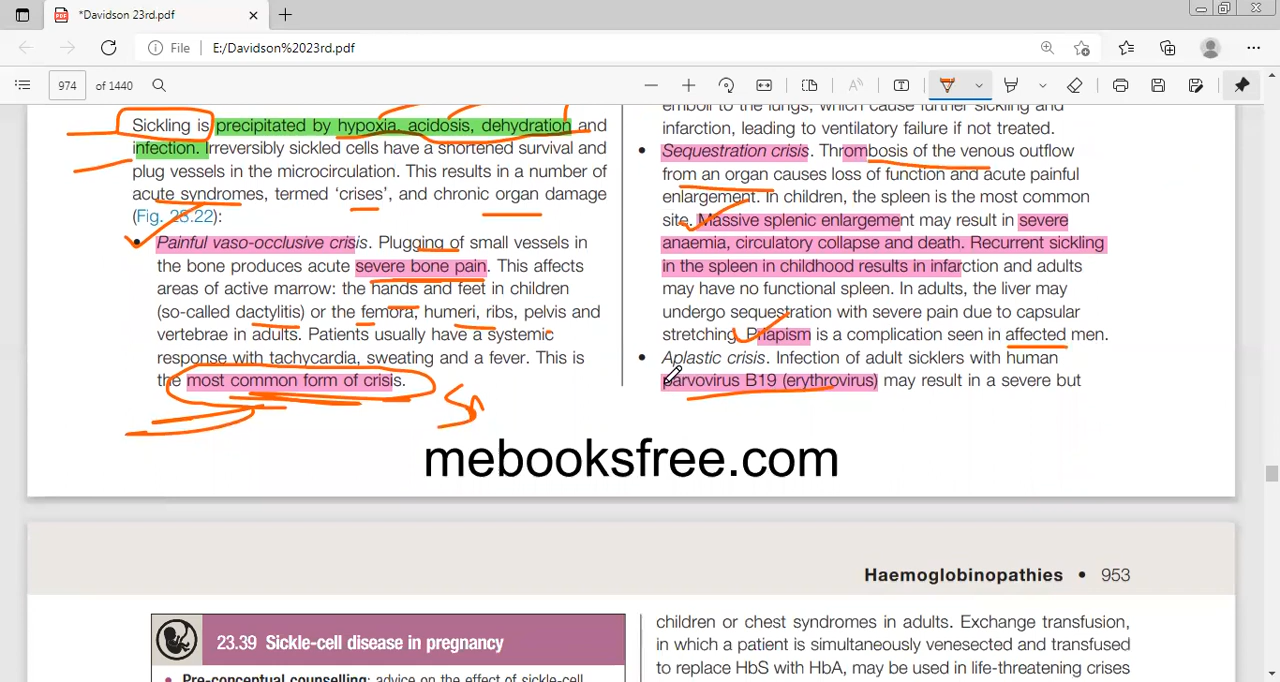 *Davidson 23rd.pdf
File
E:/Davidson%2023rd.pdf
974 of 1440
Sickling is precipitated by hypoxia, acidosis, dehydration and
infection. Irreversibly sickled cells have a shortened survival and
plug vessels in the microcirculation. This results in a number of
acute syndromes, termed ‘crises’, and chronic organ damage
(Fig. 23.22):
• Painful vaso-occlusive crisis. Plugging of small vessels in
the bone produces acute severe bone pain. This affects
areas of active marrow: the hands and feet in children
(so-called dactylitis) or the femora, humeri, ribs, pelvis and
vertebrae in adults. Patients usually have a systemic
response with tachycardia, sweating and a fever. This is
the most common form of crisis.
emboli to the lungs, which cause further sickling and
infarction, leading to ventilatory failure if not treated.
• Sequestration crisis. Thrombosis of the venous outflow
from an organ causes loss of function and acute painful
enlargement. In children, the spleen is the most common
site. Massive splenic enlargement may result in severe
anaemia, circulatory collapse and death. Recurrent sickling
in the spleen in childhood results in infarction and adults
may have no functional spleen. In adults, the liver may
undergo sequestration with severe pain due to capsular
stretching. Priapism is a complication seen in affected men.
• Aplastic crisis. Infection of adult sicklers with human
parvovirus B19 (erythrovirus) may result in a severe but
mebooksfree.com
Haemoglobinopathies • 953
23.39 Sickle-cell disease in pregnancy
• Pre-conceptual counselling: advice on the effect of sickle-cell
children or chest syndromes in adults. Exchange transfusion,
in which a patient is simultaneously venesected and transfused
to replace HbS with HbA, may be used in life-threatening crises